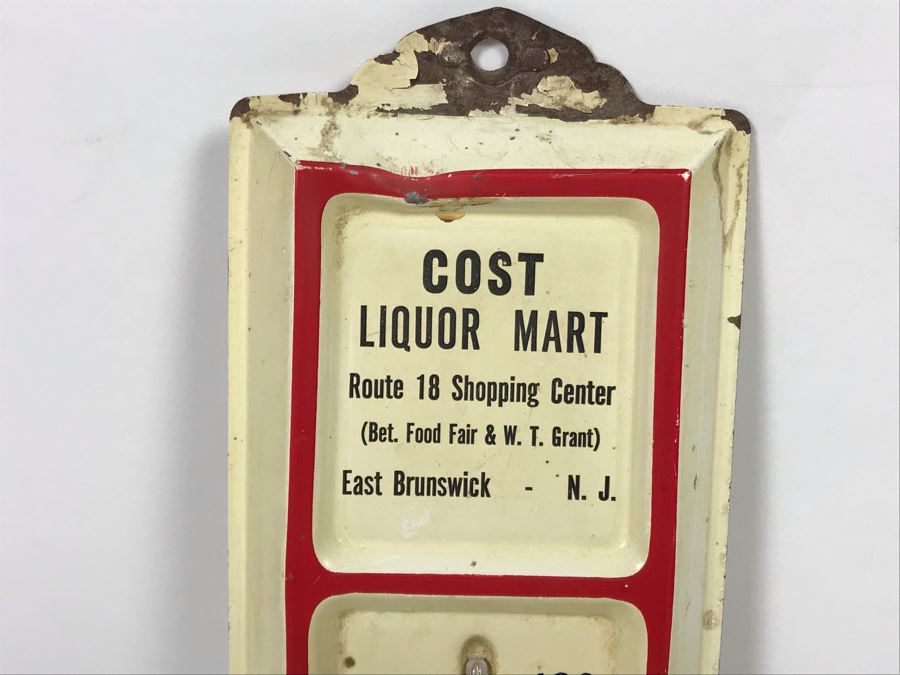 COST
LIQUOR MART
Route 18 Shopping Center
(Bet. Food Fair & W. T. Grant)
East Brunswick - N. J.